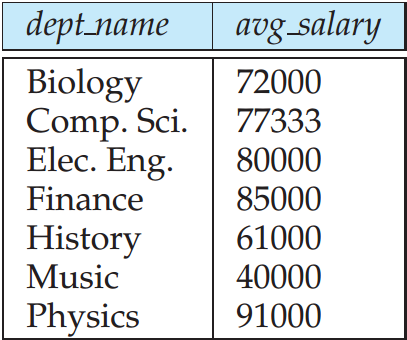 dept_name avg_salary
Biology 72000
Comp. Sci. 77333
Elec. Eng. 80000
Finance 85000
History 61000
Music 40000
Physics 91000